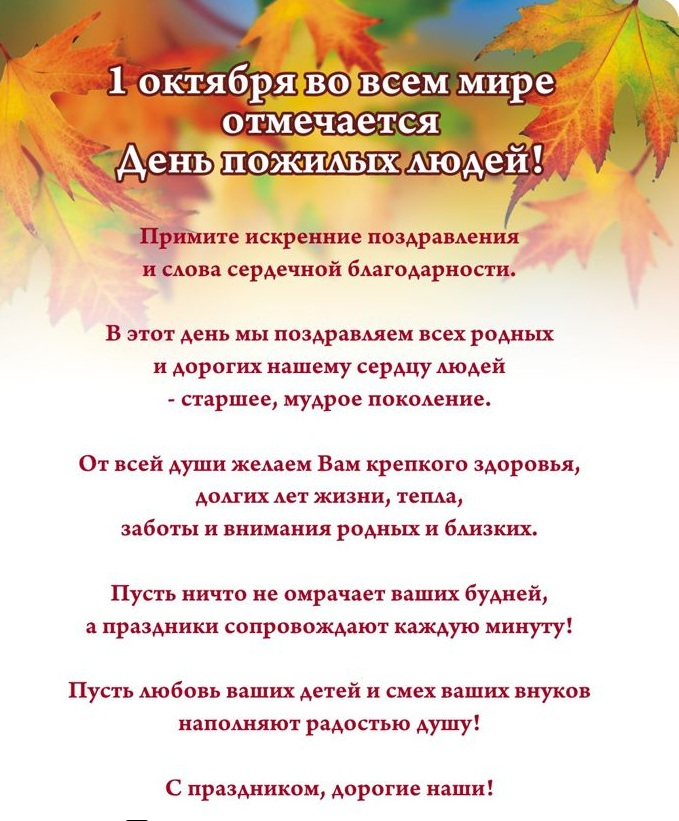 1 октября во всем мире
отмечается
День пожилых людей!
Примите искренние поздравления
и слова сердечной благодарности.
В этот день мы поздравляем всех родных
и дорогих нашему сердцу людей
- старшее, мудрое поколение.
От всей души желаем Вам крепкого здоровья,
долгих лет жизни, тепла,
заботы и внимания родных и близких.
Пусть ничто не омрачает ваших будней,
а праздники сопровождают каждую минуту!
Пусть любовь ваших детей и смех ваших внуков
наполняют радостью душу!
С праздником, дорогие наши!